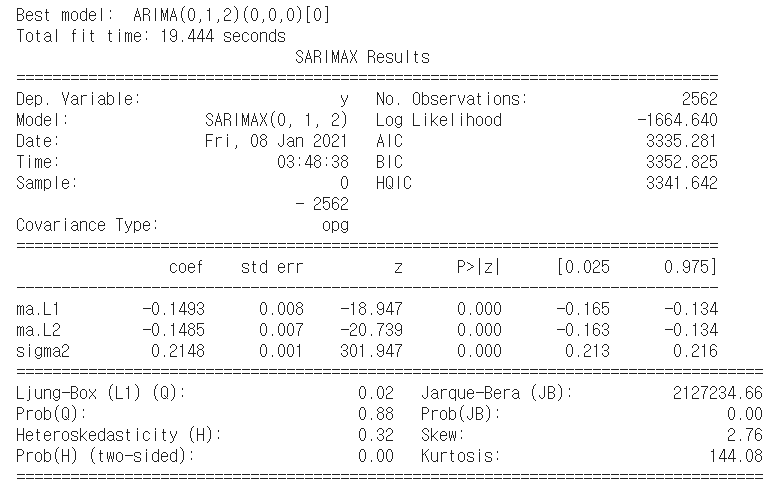 Best model:  ARIMA(0,1,2)(0,0,0)[0]
Total fit time: 19.444 seconds
SARIMAX Results
==============================================================================
Dep. Variable:                      y   No. Observations:                 2562
Model:               SARIMAX(0, 1, 2)   Log Likelihood               -1664.640
Date:                Fri, 08 Jan 2021   AIC                           3335.281
Time:                        03:48:38   BIC                           3352.825
Sample:                             0   HQIC                          3341.642
- 2562
Covariance Type:                  opg
==============================================================================
coef    std err          z      P>|z|      [0.025      0.975]
------------------------------------------------------------------------------
ma.L1         -0.1493      0.008    -18.947      0.000      -0.165      -0.134
ma.L2         -0.1485      0.007    -20.739      0.000      -0.163      -0.134
sigma2         0.2148      0.001    301.947      0.000       0.213       0.216
===================================================================================
Ljung-Box (L1) (Q):                   0.02   Jarque-Bera (JB):           2127234.66
Prob(Q):                              0.88   Prob(JB):                         0.00
Heteroskedasticity (H):               0.32   Skew:                             2.76
Prob(H) (two-sided):                  0.00   Kurtosis:                       144.08
===================================================================================